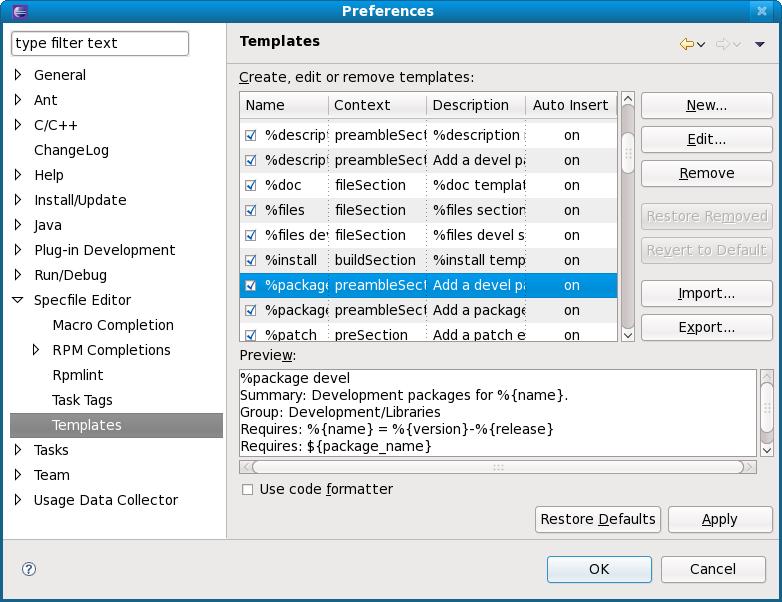 Preferences
type filter text
General
Ant
C/C++
ChangeLog
Help
Install/Update
Java
Plug-in Development
Run/Debug
Specfile Editor
Macro Completion
RPM Completions
Rpmlint
Task Tags
Templates
Tasks
Team
Usage Data Collector
Templates
Create, edit or remove templates:
Name Context Description Auto Insert
%descript preambleSect %description on
%descript preambleSect Add a devel pa on
%doc fileSection %doc templat on
%files fileSection %files section on
%files dev fileSection %files devel s on
%install buildSection %install temp on
%package preambleSect Add a devel pa on
%package preambleSect Add a package on
%patch preSection Add a patch e on
New...
Edit...
Remove
Restore Removed
Revert to Default
Import...
Export...
Preview:
%package devel
Summary: Development packages for %{name}.
Group: Development/Libraries
Requires: %{name} = %{version}-%{release}
Requires: ${package_name}
Use code formatter
Restore Defaults Apply
? OK Cancel